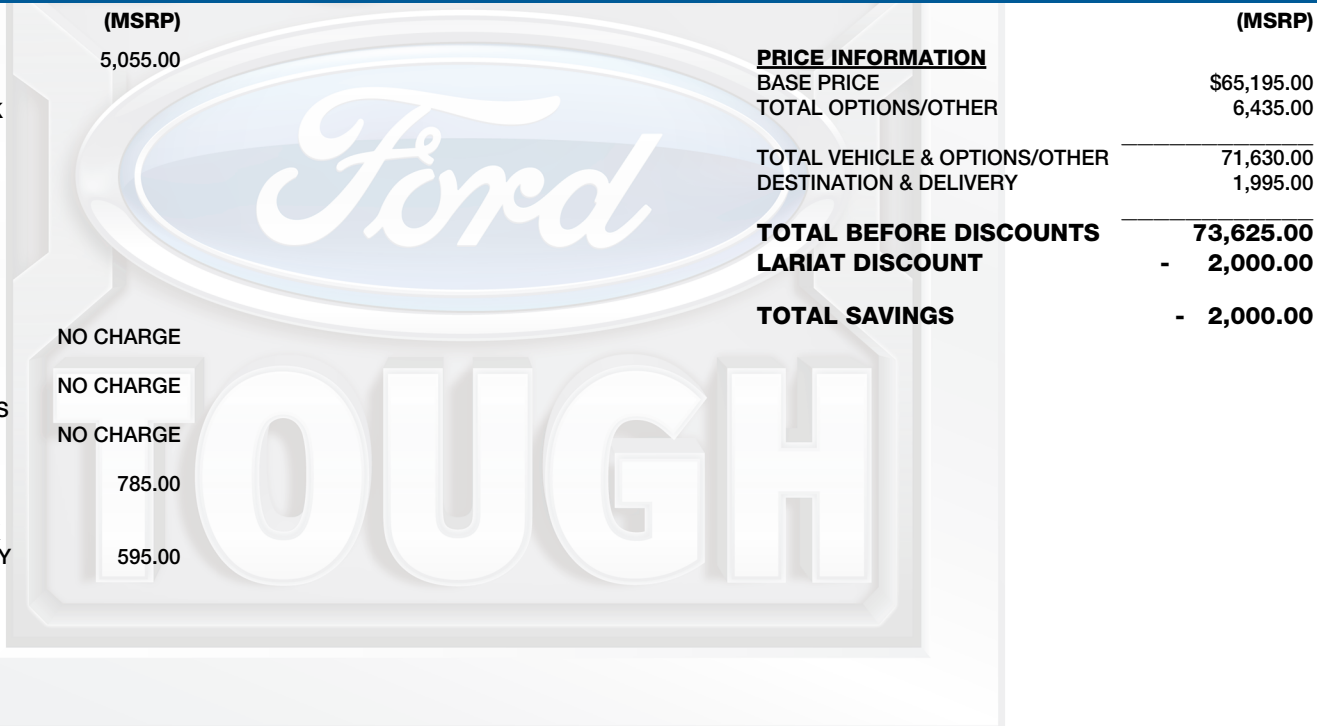 (MSRP)
5,055.00
K
NO CHARGE
NO CHARGE
S
NO CHARGE
785.00
Y 595.00
Ford
TOUGH
(MSRP)
PRICE INFORMATION
BASE PRICE $65,195.00
TOTAL OPTIONS/OTHER 6,435.00
TOTAL VEHICLE & OPTIONS/OTHER 71,630.00
DESTINATION & DELIVERY 1,995.00
TOTAL BEFORE DISCOUNTS 73,625.00
LARIAT DISCOUNT - 2,000.00
TOTAL SAVINGS - 2,000.00